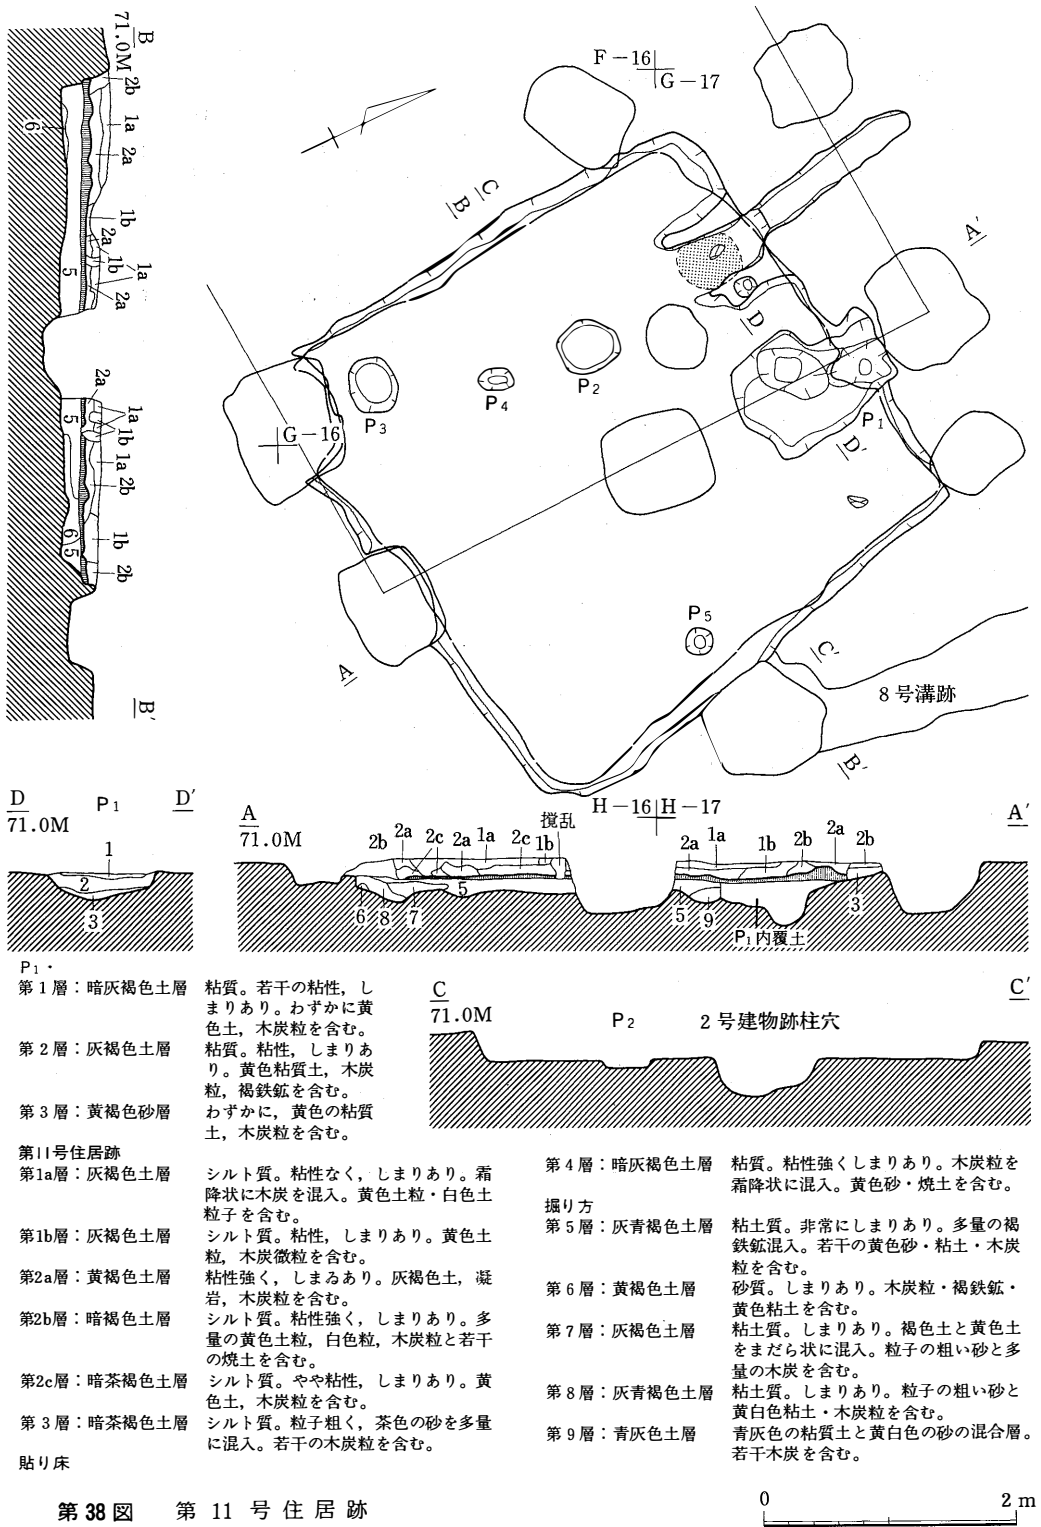 B
71.0M
2b
1a
6
2a
1b
2a
1b
1a
5
2a
2a
5
1a
1b
1a
2b
6
5
1b
2b
B′
F－16
G－17
C
B
A′
D
P2
P4
P3
G－16
P1
D′
P5
A
C′
8号溝跡
B′
H－16 H－17
D P1 D′
71.0M
1
2
3
A A′
71.0M
撹乱
2b 2a 2c 2a 1a 2c 1b 2a 1a 1b 2b 2a 2b
5
6 8 7 5 9 3
P1内覆土
C C′
71.0M
P2 2号建物跡柱穴
P1・
第1層：暗灰褐色土層 粘質。若干の粘性，し
まりあり。わずかに黄
色土，木炭粒を含む。
第2層：灰褐色土層 粘質。粘性，しまりあ
り。黄色粘質土，木炭
粒，褐鉄鉱を含む。
第3層：黄褐色砂層 わずかに，黄色の粘質
土，木炭粒を含む。
第11号住居跡
第1a層：灰褐色土層 シルト質。粘性なく，しまりあり。霜
降状に木炭を混入。黄色土粒・白色土
粒子を含む。
第1b層：灰褐色土層 シルト質。粘性，しまりあり。黄色土
粒，木炭微粒を含む。
第2a層：黄褐色土層 粘性強く，しまゐあり。灰褐色土，凝
岩，木炭粒を含む。
第2b層：暗褐色土層 シルト質。粘性強く，しまりあり。多
量の黄色土粒，白色粒，木炭粒と若干
の焼土を含む。
第2c層：暗茶褐色土層 シルト質。やや粘性，しまりあり。黄
色土，木炭粒を含む。
第3層：暗茶褐色土層 シルト質。粒子粗く，茶色の砂を多量
に混入。若干の木炭粒を含む。
貼り床
第4層：暗灰褐色土層 粘質。粘性強くしまりあり。木炭粒を
霜降状に混入。黄色砂・焼土を含む。
掘り方
第5層：灰青褐色土層 粘土質。非常にしまりあり。多量の褐
鉄鉱混入。若干の黄色砂・粘土・木炭
粒を含む。
第6層：黄褐色土層 砂質。しまりあり。木炭粒・褐鉄鉱・
黄色粘土を含む。
第7層：灰褐色土層 粘土質。しまりあり。褐色土と黄色土
をまだら状に混入。粒子の粗い砂と多
量の木炭を含む。
第8層：灰青褐色土層 粘土質。しまりあり。粒子の粗い砂と
黄白色粘土・木炭粒を含む。
第9層：青灰色土層 青灰色の粘質土と黄白色の砂の混合層。
若干木炭を含む。
第38図 第11号住居跡
0 2m